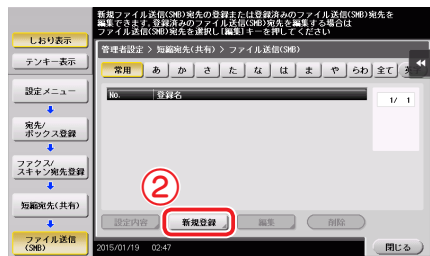 新規ファイル送信(SMB)宛先の登録または登録済みのファイル送信(SMB)宛先を
編集できます。登録済みのファイル送信(SMB)宛先を編集する場合は
ファイル送信(SMB)宛先を選択し[編集]キーを押してください
しおり表示
テンキー表示
設定メニュー
宛先/
ボックス登録
ファクス/
スキャン宛先登録
短縮宛先(共有)
ファイル送信
(SMB)
管理者設定 > 短縮宛先(共有) > ファイル送信(SMB)
常用 あ か さ た な は ま や らわ 全て
No. 登録名
1/ 1
②
設定内容 新規登録 編集 削除
2015/01/19 02:47
閉じる